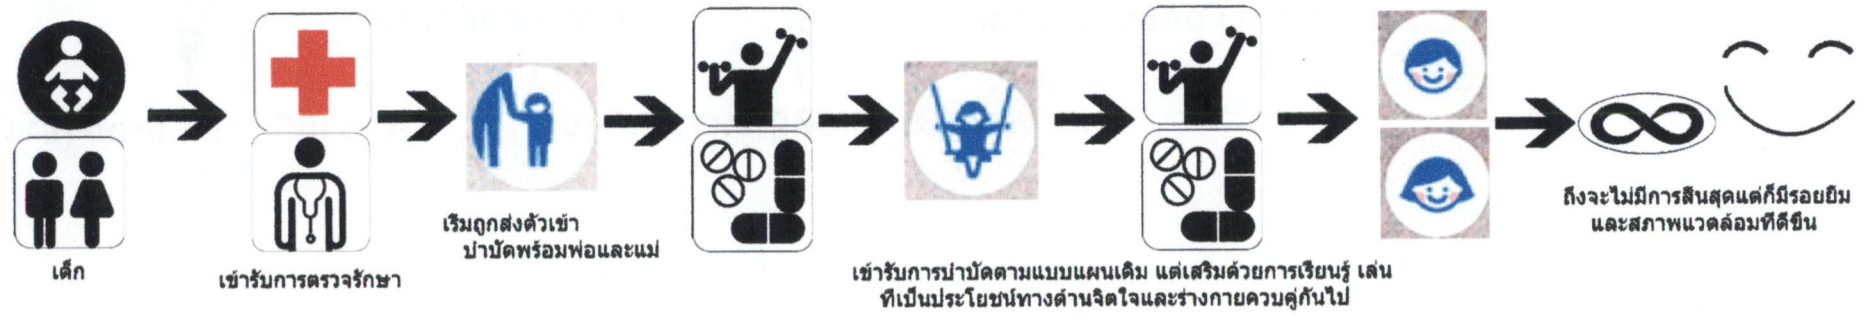 เด็ก
เข้ารับการตรวจรักษา
เริ่มถูกส่งตัวเข้า
บำบัดพร้อมพ่อและแม่
เข้ารับการบำบัดตามแบบแผนเดิม แต่เสริมด้วยการเรียนรู้ เล่น
ที่เป็นประโยชน์ทางด้านจิตใจและร่างกายควบคู่กันไป
ถึงจะไม่มีการสิ้นสุดแต่ก็มีรอยยิ้ม
และสภาพแวดล้อมที่ดีขึ้น